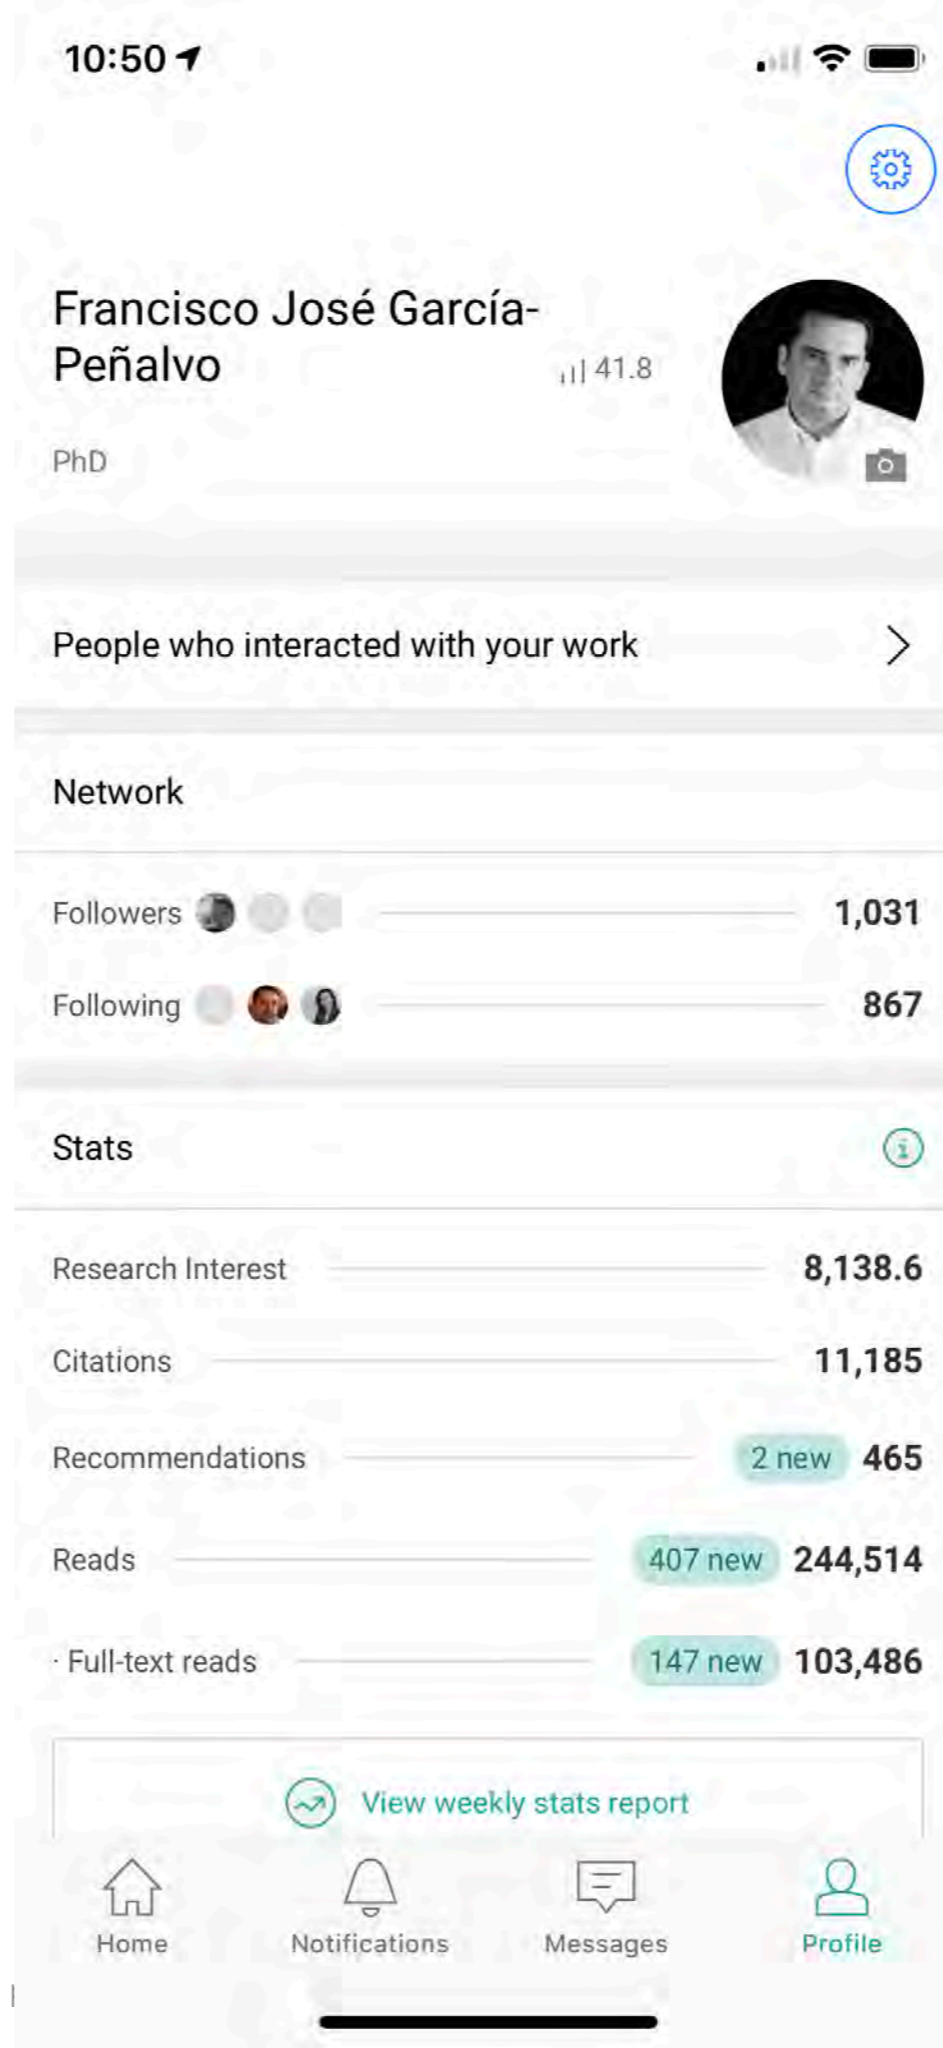 10:50
Francisco José García-
Peñalvo
41.8
PhD
People who interacted with your work
Network
Followers 1,031
Following 867
Stats
Research Interest 8,138.6
Citations 11,185
Recommendations 2 new 465
Reads 407 new 244,514
· Full-text reads 147 new 103,486
View weekly stats report
Home Notifications Messages Profile